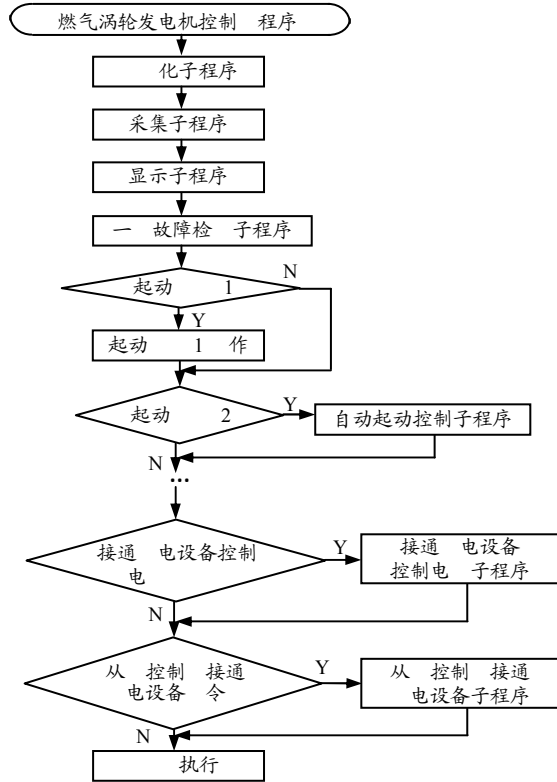 燃气涡轮发电机控制 程序
化子程序
采集子程序
显示子程序
一 故障检 子程序
起动 1
N
Y
起动 1 作
起动 2
Y
自动起动控制子程序
N
...
接通 电设备控制
电
Y
接通 电设备
控制电 子程序
N
从 控制 接通
电设备 令
Y
从 控制 接通
电设备子程序
N
执行